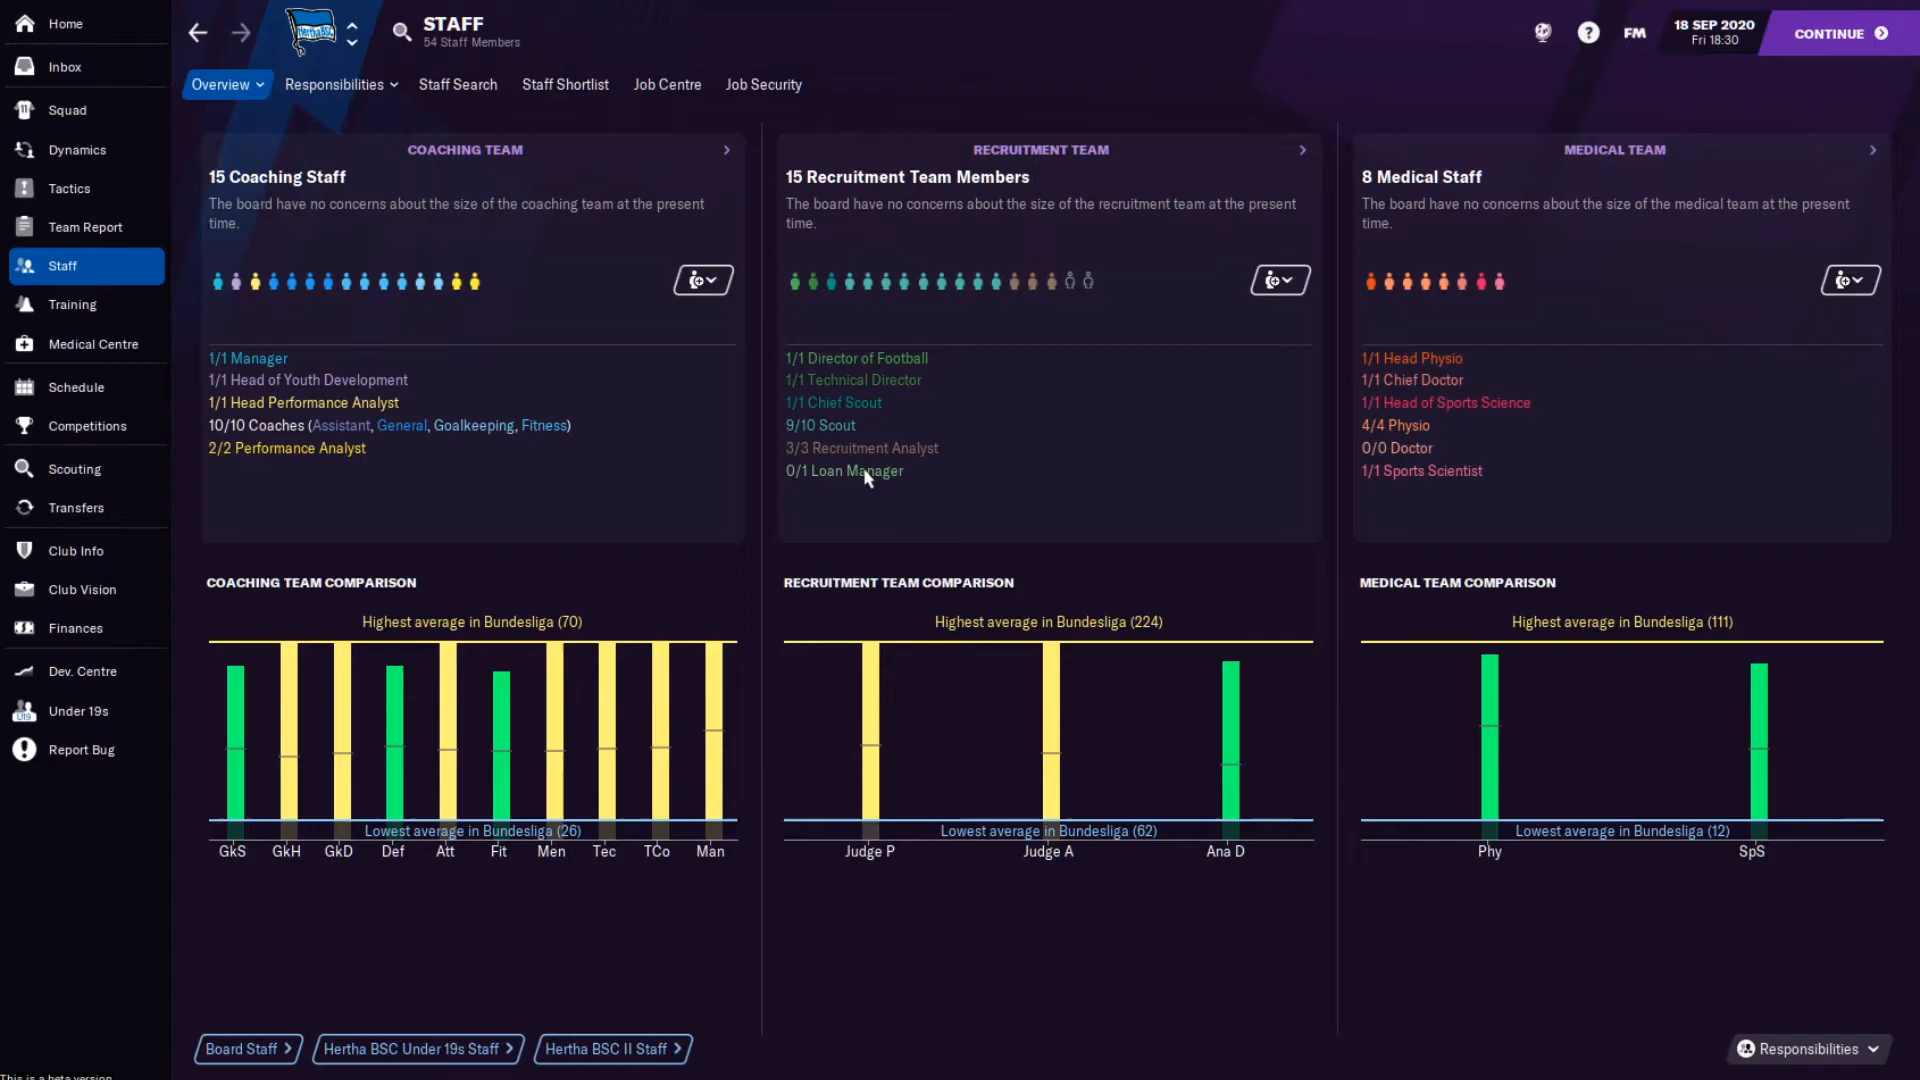 Home
Inbox
Squad
Dynamics
Tactics
Team Report
Staff
Training
Medical Centre
Schedule
Competitions
Scouting
Transfers
Club Info
Club Vision
Finances
Dev. Centre
U19
Under 19s
Report Bug
This is a beta version
Hertha BSC
STAFF
54 Staff Members
FM
18 SEP 2020
Fri 18:30
CONTINUE
Overview
Responsibilities
Staff Search
Staff Shortlist
Job Centre
Job Security
COACHING TEAM
15 Coaching Staff
The board have no concerns about the size of the coaching team at the present
time.
1/1 Manager
1/1 Head of Youth Development
1/1 Head Performance Analyst
10/10 Coaches (Assistant, General, Goalkeeping, Fitness)
2/2 Performance Analyst
RECRUITMENT TEAM
15 Recruitment Team Members
The board have no concerns about the size of the recruitment team at the present
time.
1/1 Director of Football
1/1 Technical Director
1/1 Chief Scout
9/10 Scout
3/3 Recruitment Analyst
0/1 Loan Manager
MEDICAL TEAM
8 Medical Staff
The board have no concerns about the size of the medical team at the present
time.
1/1 Head Physio
1/1 Chief Doctor
1/1 Head of Sports Science
4/4 Physio
0/0 Doctor
1/1 Sports Scientist
COACHING TEAM COMPARISON
Highest average in Bundesliga (70)
Lowest average in Bundesliga (26)
GkS GkH GkD Def Att Fit Men Tec TCo Man
RECRUITMENT TEAM COMPARISON
Highest average in Bundesliga (224)
Lowest average in Bundesliga (62)
Judge P Judge A Ana D
MEDICAL TEAM COMPARISON
Highest average in Bundesliga (111)
Lowest average in Bundesliga (12)
Phy SpS
Board Staff
Hertha BSC Under 19s Staff
Hertha BSC II Staff
Responsibilities